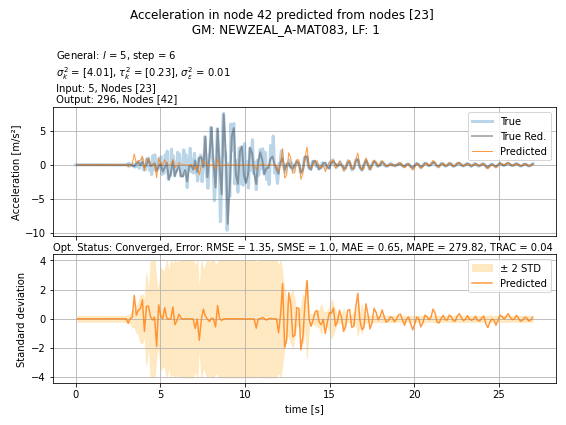 Acceleration in node 42 predicted from nodes [23]
GM: NEWZEAL_A-MAT083, LF: 1
General: l = 5, step = 6
σ²ₖ = [4.01], τ²ₖ = [0.23], σ²ε = 0.01
Input: 5, Nodes [23]
Output: 296, Nodes [42]
True
True Red.
Predicted
5
0
−5
−10
Acceleration [m/s²]
Opt. Status: Converged, Error: RMSE = 1.35, SMSE = 1.0, MAE = 0.65, MAPE = 279.82, TRAC = 0.04
± 2 STD
Predicted
4
2
0
−2
−4
Standard deviation
0 5 10 15 20 25
time [s]